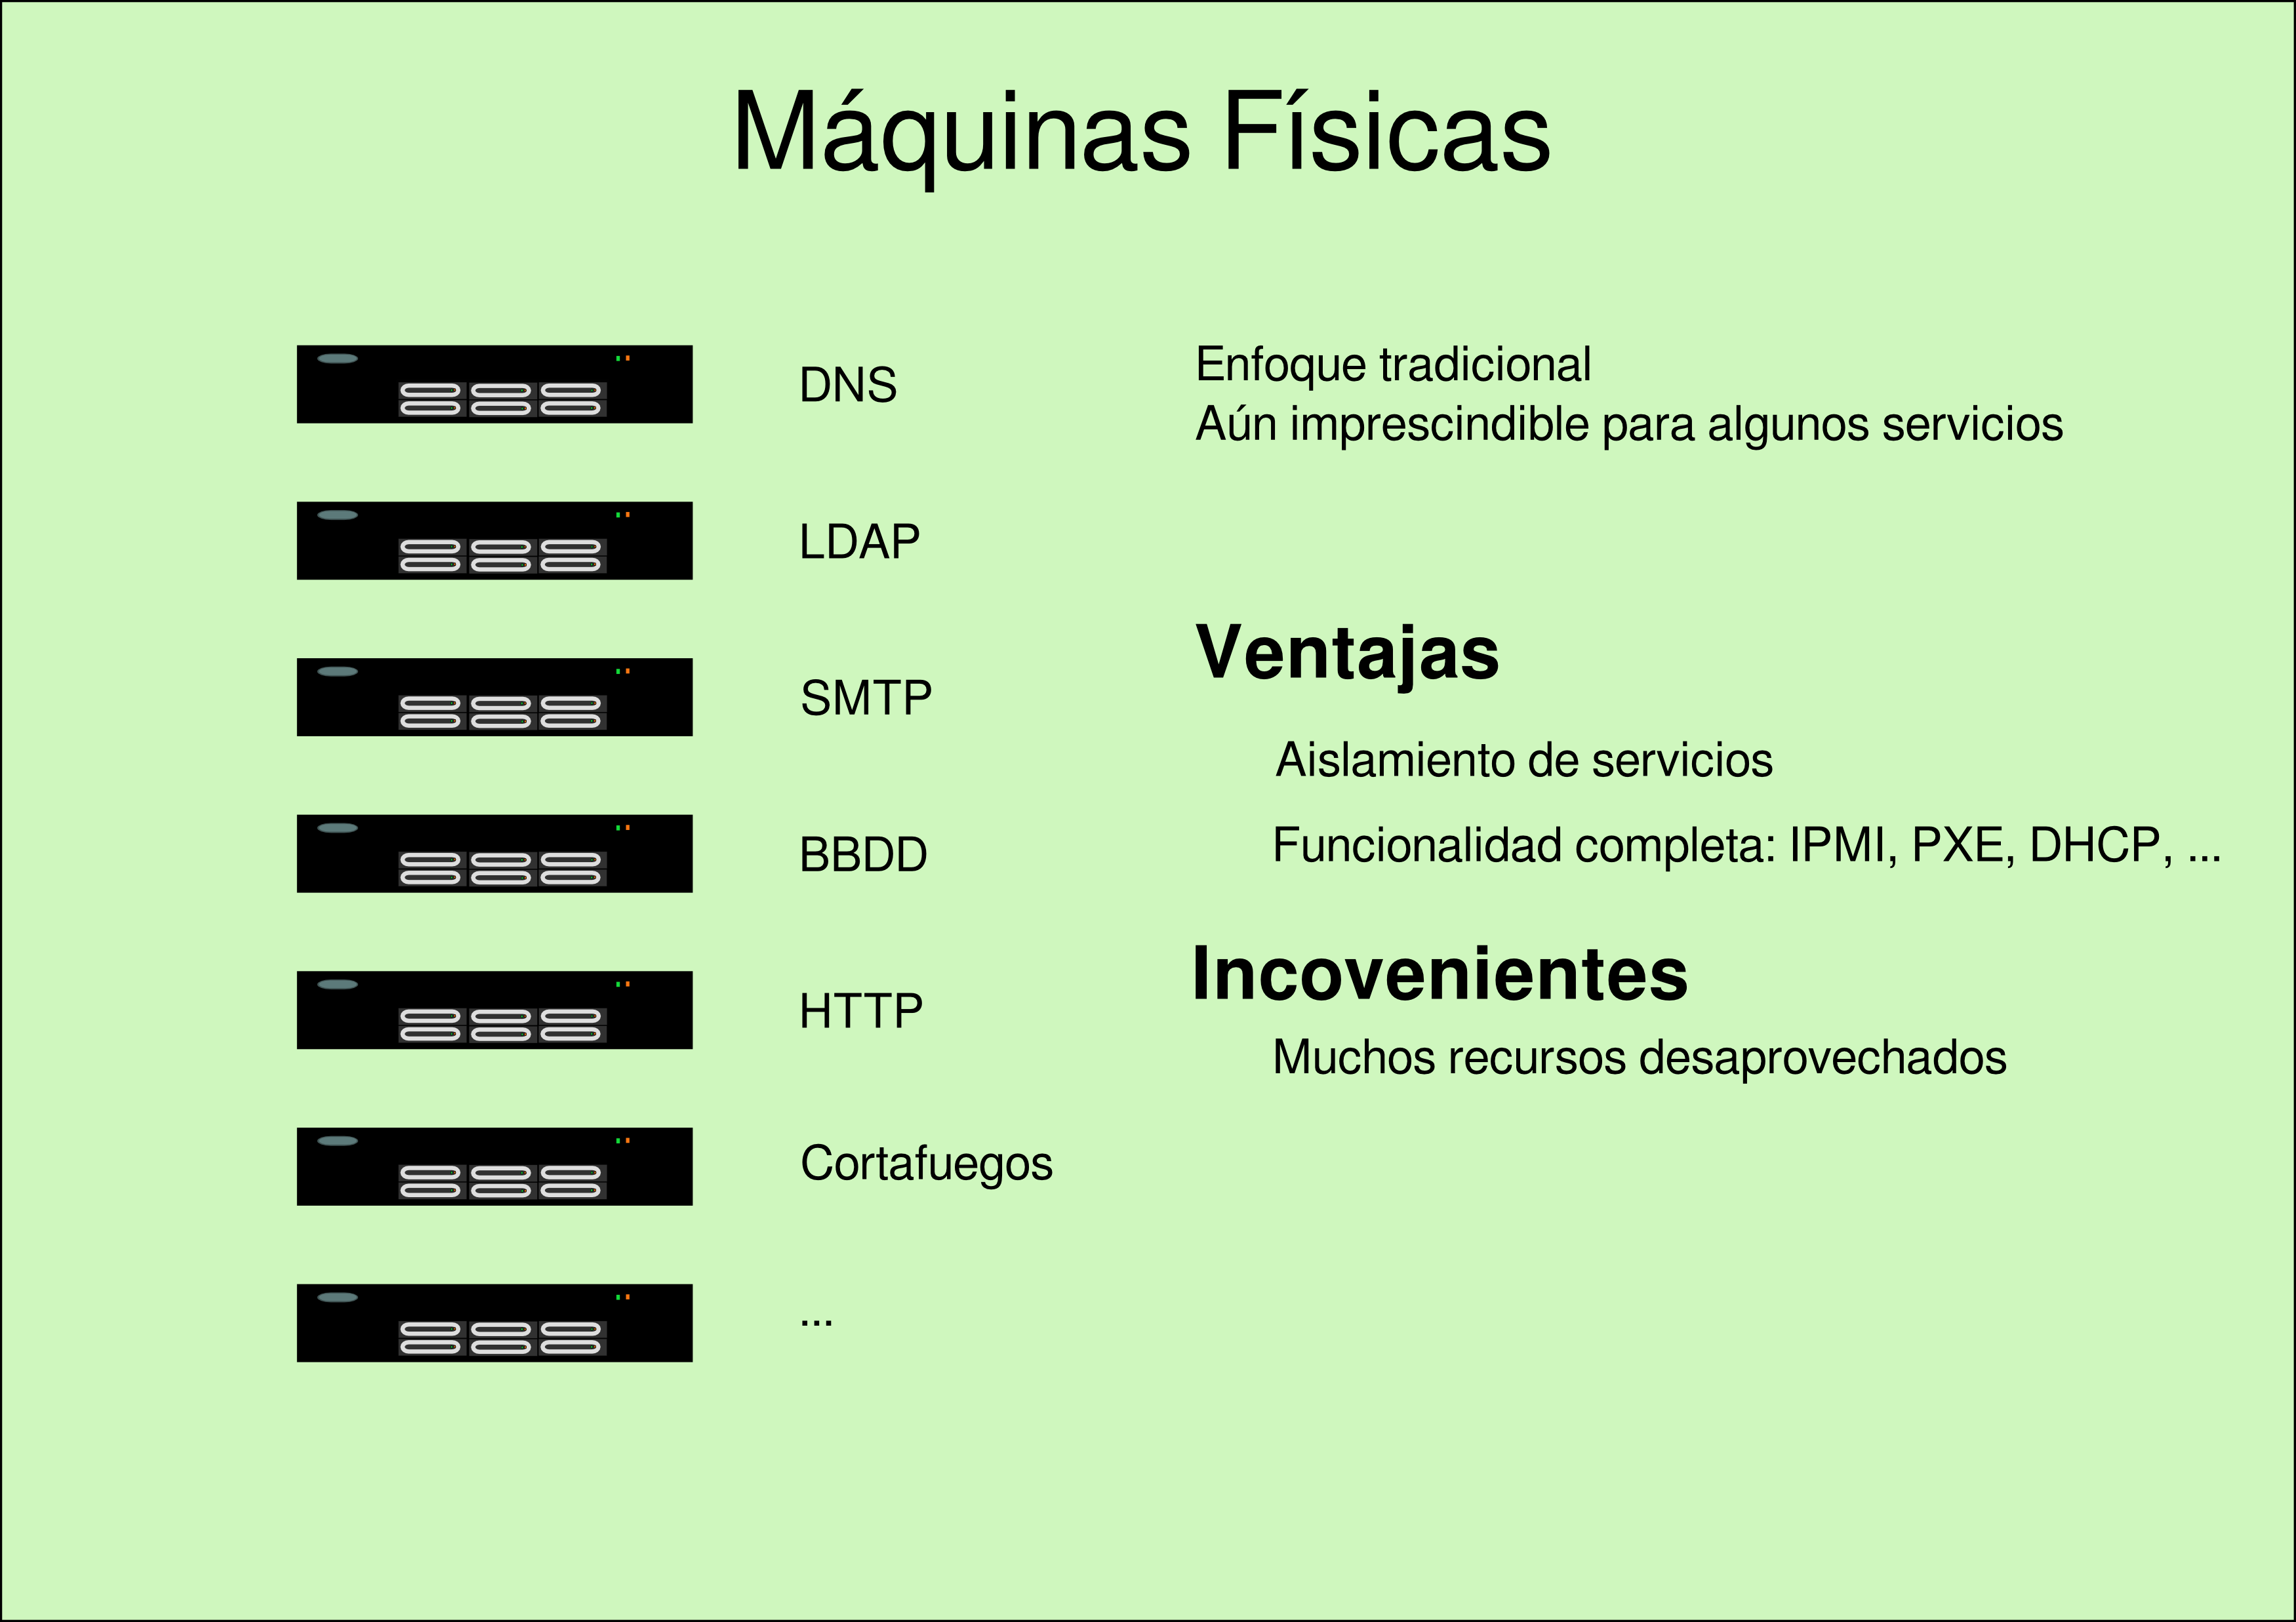 Máquinas Físicas
DNS
LDAP
SMTP
BBDD
HTTP
Cortafuegos
...
Enfoque tradicional
Aún imprescindible para algunos servicios
Ventajas
Aislamiento de servicios
Funcionalidad completa: IPMI, PXE, DHCP, ...
Incovenientes
Muchos recursos desaprovechados